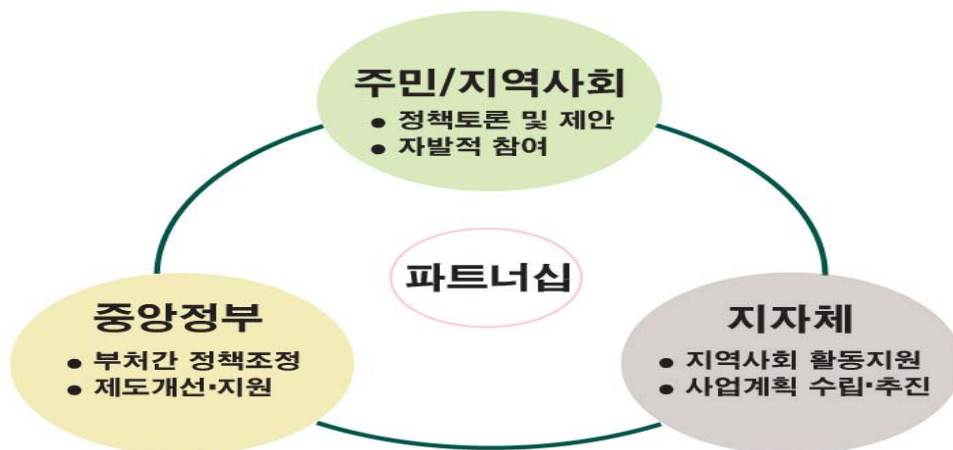 주민/지역사회
● 정책토론 및 제안
● 자발적 참여
파트너십
중앙정부
● 부처간 정책조정
● 제도개선·지원
지자체
● 지역사회 활동지원
● 사업계획 수립·추진